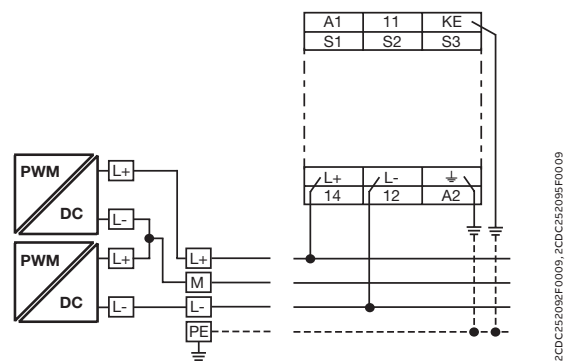 A1 11 KE
S1 S2 S3
L+ L-
14 12 A2
PWM
DC
L+
L-
PWM
DC
L+
L-
L+
M
L-
PE
2CDC252092F0009, 2CDC252095F0009